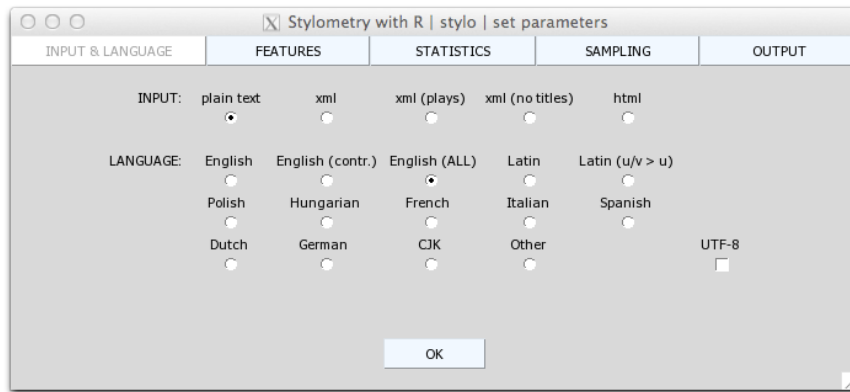 Stylometry with R | stylo | set parameters
INPUT & LANGUAGE FEATURES STATISTICS SAMPLING OUTPUT
INPUT: plain text xml xml (plays) xml (no titles) html
LANGUAGE: English English (contr.) English (ALL) Latin Latin (u/v > u)
Polish Hungarian French Italian Spanish
Dutch German CJK Other UTF-8
OK